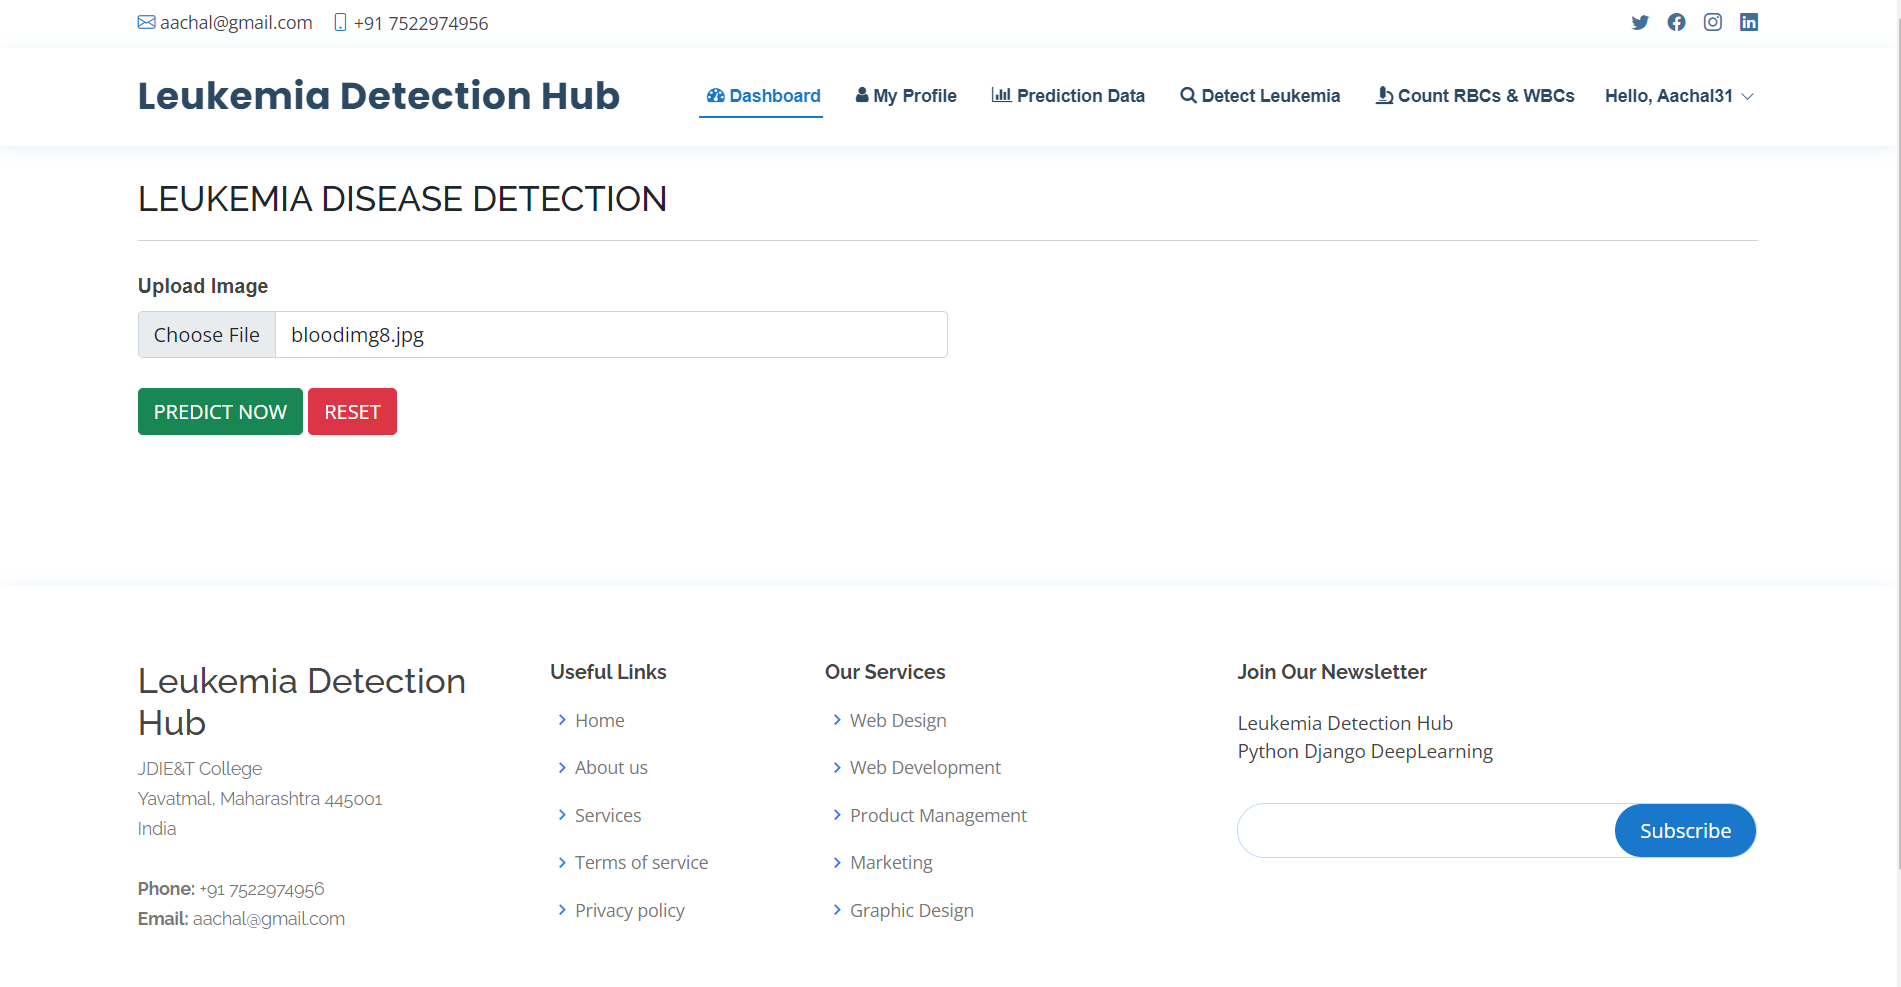 aachal@gmail.com +91 7522974956
Leukemia Detection Hub
Dashboard My Profile Prediction Data Detect Leukemia Count RBCs & WBCs Hello, Aachal31
LEUKEMIA DISEASE DETECTION
Upload Image
Choose File bloodimg8.jpg
PREDICT NOW RESET
Leukemia Detection
Hub
JDIE&T College
Yavatmal, Maharashtra 445001
India
Phone: +91 7522974956
Email: aachal@gmail.com
Useful Links
Home
About us
Services
Terms of service
Privacy policy
Our Services
Web Design
Web Development
Product Management
Marketing
Graphic Design
Join Our Newsletter
Leukemia Detection Hub
Python Django DeepLearning
Subscribe